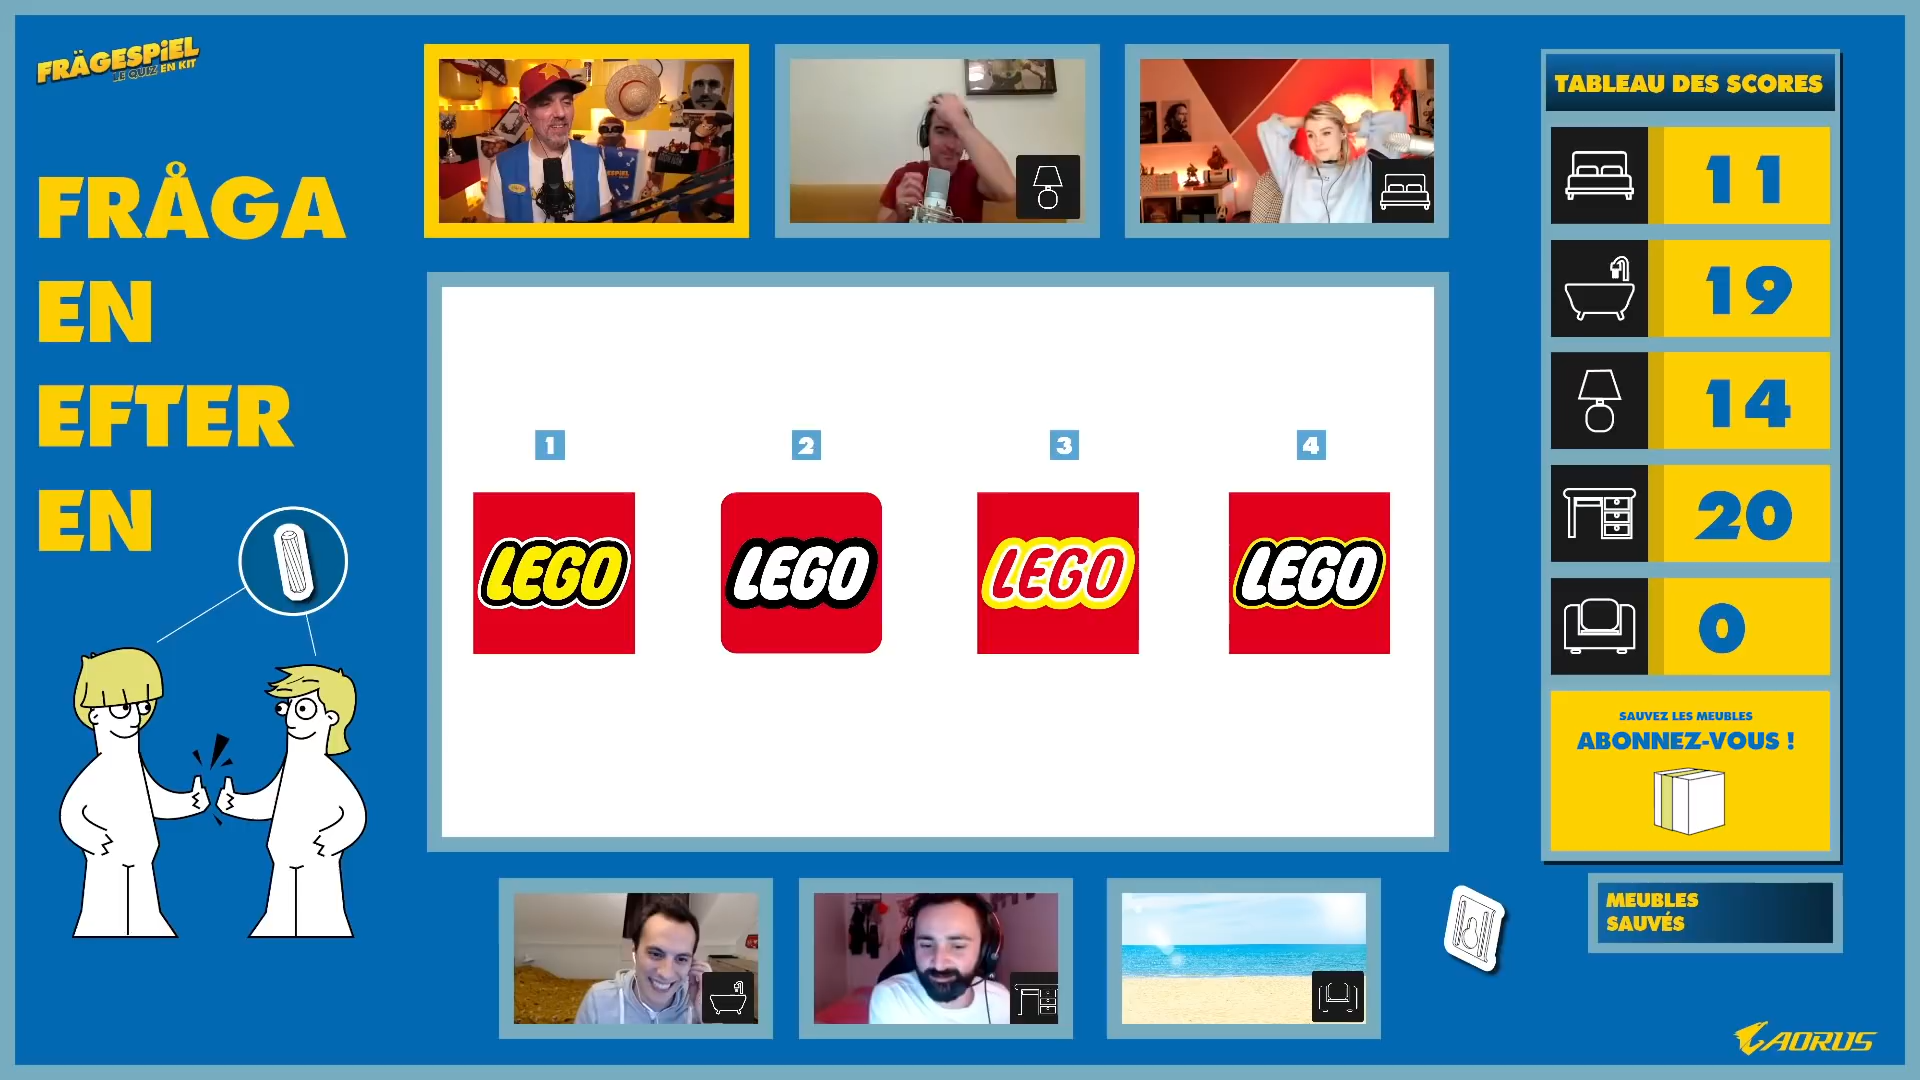 FRÄGESPIEL
LE QUIZ EN KIT
FRÅGA
EN
EFTER
EN
1
2
3
4
LEGO
LEGO
LEGO
LEGO
TABLEAU DES SCORES
11
19
14
20
0
SAUVEZ LES MEUBLES
ABONNEZ-VOUS !
MEUBLES
SAUVÉS
AORUS